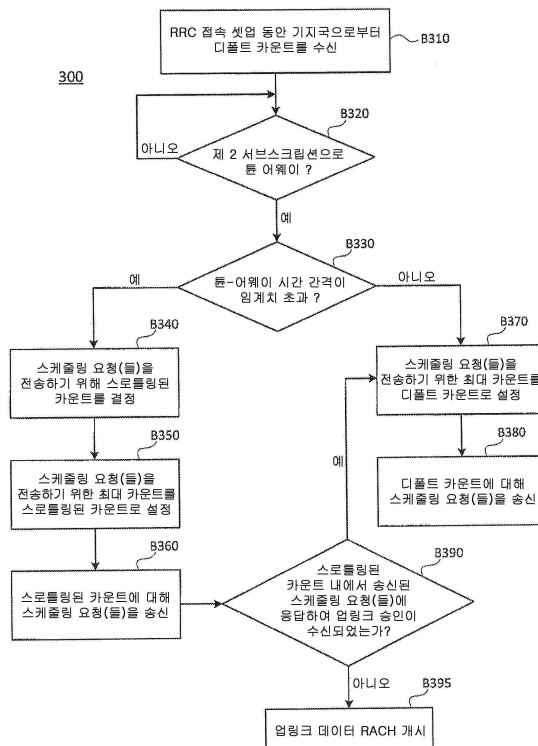 RRC 접속 셋업 동안 기지국으로부터
디폴트 카운트를 수신
B310
300
B320
아니오
제 2 서브스크립션으로
튠 어웨이 ?
예
B330
예
튠-어웨이 시간 간격이
임계치 초과 ?
아니오
B340
스케줄링 요청(들)을
전송하기 위해 스로틀링된
카운트를 결정
B370
스케줄링 요청(들)을
전송하기 위한 최대 카운트를
디폴트 카운트로 설정
B350
스케줄링 요청(들)을
전송하기 위한 최대 카운트를
스로틀링된 카운트로 설정
예
B380
디폴트 카운트에 대해
스케줄링 요청(들)을 송신
B360
스로틀링된 카운트에 대해
스케줄링 요청(들)을 송신
B390
스로틀링된
카운트 내에서 송신된
스케줄링 요청(들)에
응답하여 업링크 승인이
수신되었는가?
아니오
B395
업링크 데이터 RACH 개시